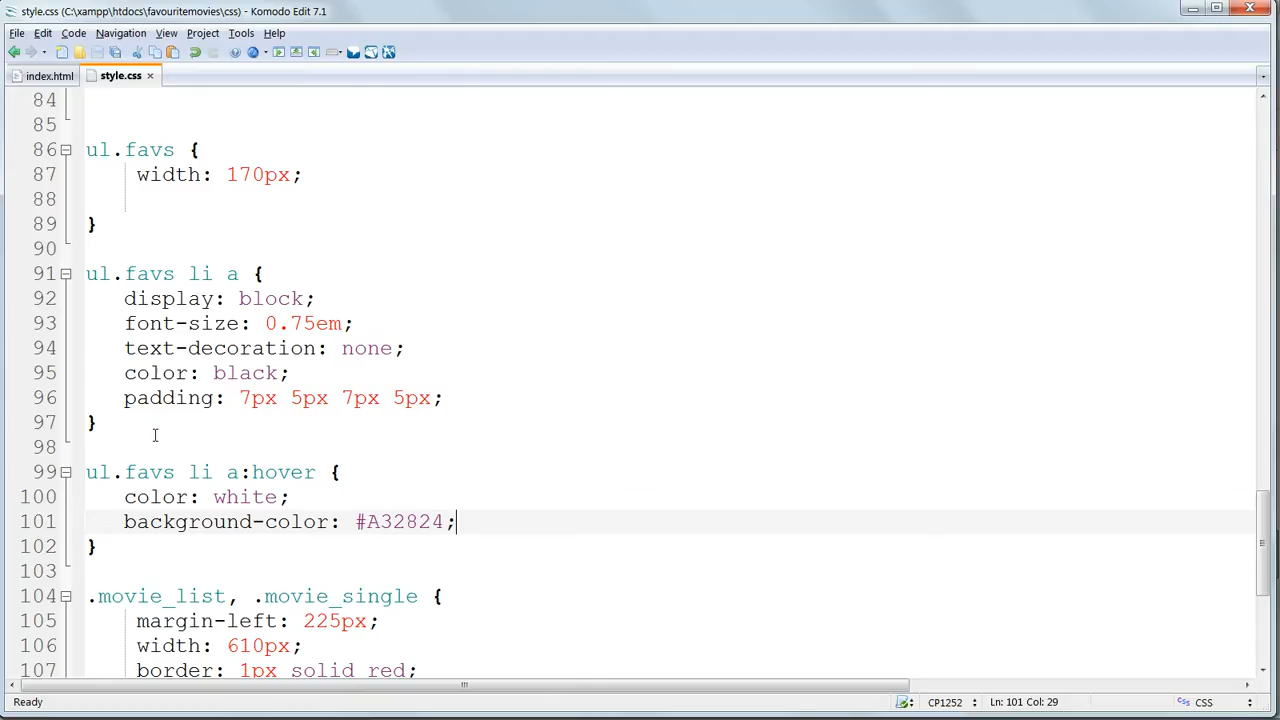 style.css (C:\xampp\htdocs\favouritemovies\css) - Komodo Edit 7.1
File Edit Code Navigation View Project Tools Help
index.html style.css
84
85
86 ul.favs {
87 width: 170px;
88
89 }
90
91 ul.favs li a {
92 display: block;
93 font-size: 0.75em;
94 text-decoration: none;
95 color: black;
96 padding: 7px 5px 7px 5px;
97 }
98
99 ul.favs li a:hover {
100 color: white;
101 background-color: #A32824;
102 }
103
104 .movie_list, .movie_single {
105 margin-left: 225px;
106 width: 610px;
107 border: 1px solid red;
Ready CP1252 Ln: 101 Col: 29 CSS